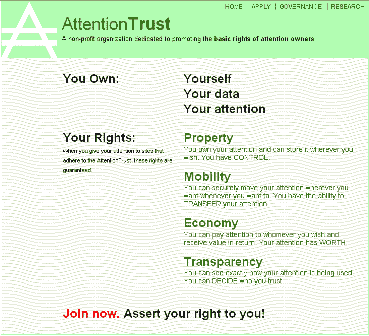 HOME | APPLY | GOVERNANCE | RESEARCH
AttentionTrust
A non-profit organization dedicated to promoting the basic rights of attention owners
You Own:
Yourself
Your data
Your attention
Your Rights:
When you give your attention to sites that
adhere to the AttentionTrust, these rights are
guaranteed.
Property
You own your attention and can store it wherever you
wish. You have CONTROL.
Mobility
You can securely move your attention wherever you
want whenever you want to. You have the ability to
TRANSFER your attention.
Economy
You can pay attention to whomever you wish and
receive value in return. Your attention has WORTH.
Transparency
You can see exactly how your attention is being used.
You can DECIDE who you trust.
Join now. Assert your right to you!